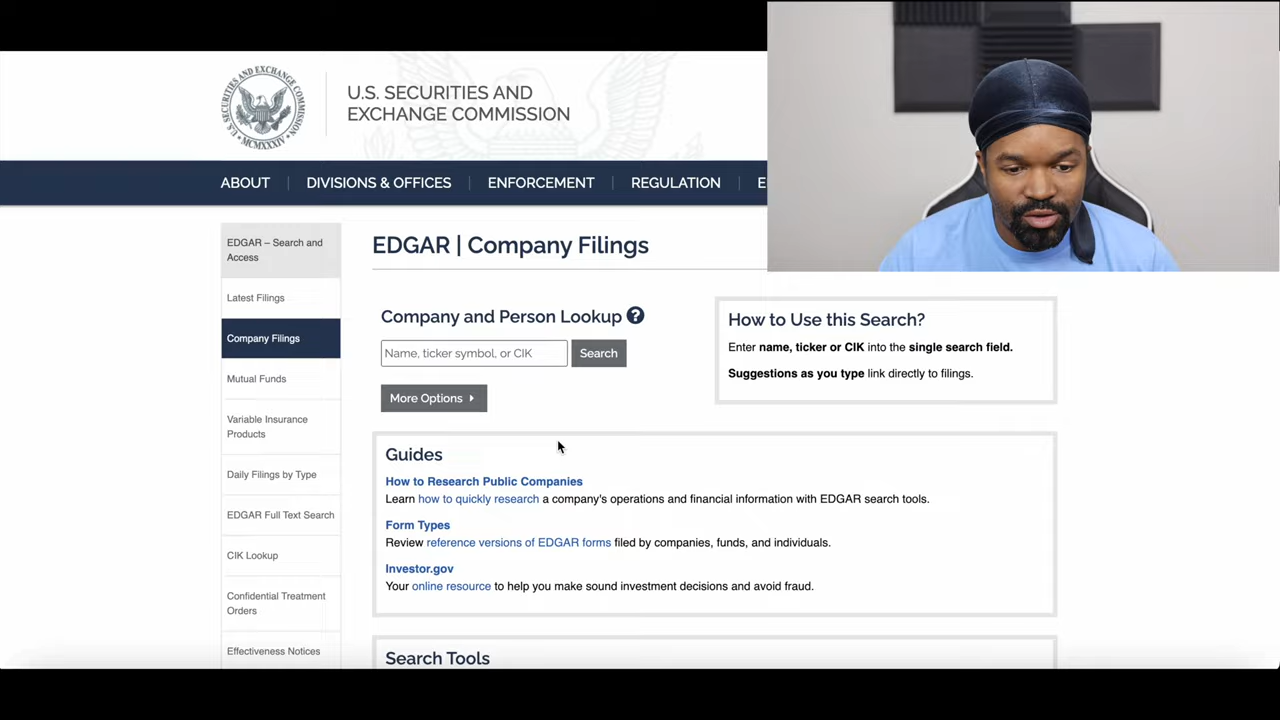 SECURITIES AND EXCHANGE COMMISSION
U.S.
MCMXXXIV
U.S. SECURITIES AND
EXCHANGE COMMISSION
ABOUT
DIVISIONS & OFFICES
ENFORCEMENT
REGULATION
E
EDGAR – Search and
Access
Latest Filings
Company Filings
Mutual Funds
Variable Insurance
Products
Daily Filings by Type
EDGAR Full Text Search
CIK Lookup
Confidential Treatment
Orders
Effectiveness Notices
EDGAR | Company Filings
Company and Person Lookup ?
Name, ticker symbol, or CIK
Search
More Options
How to Use this Search?
Enter name, ticker or CIK into the single search field.
Suggestions as you type link directly to filings.
Guides
How to Research Public Companies
Learn how to quickly research a company's operations and financial information with EDGAR search tools.
Form Types
Review reference versions of EDGAR forms filed by companies, funds, and individuals.
Investor.gov
Your online resource to help you make sound investment decisions and avoid fraud.
Search Tools